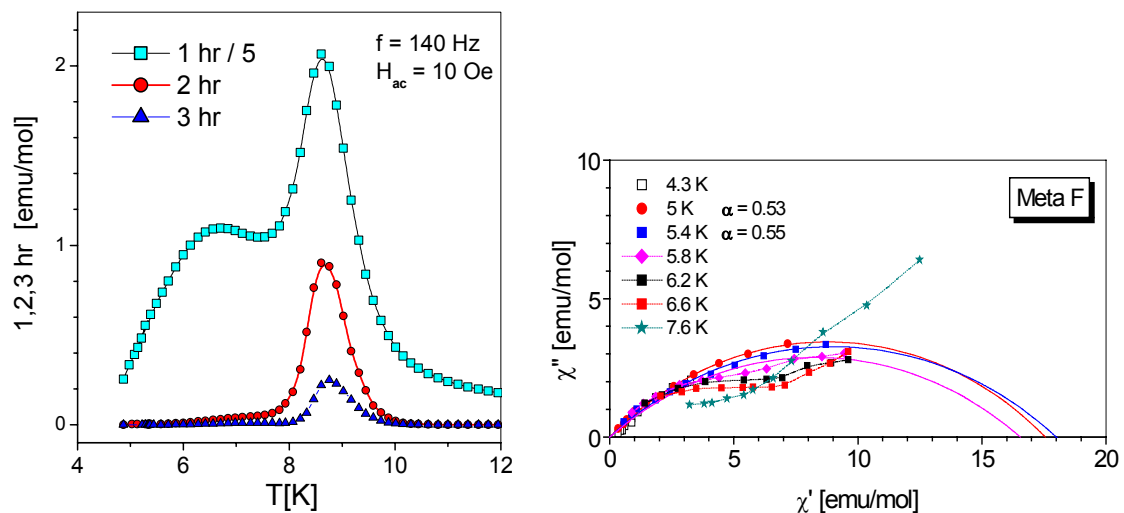 1 hr / 5
2 hr
3 hr
f = 140 Hz
H_ac = 10 Oe
1,2,3 hr [emu/mol]
2
1
0
4
6
8
10
12
T[K]
Meta F
4.3 K
5 K α = 0.53
5.4 K α = 0.55
5.8 K
6.2 K
6.6 K
7.6 K
χ'' [emu/mol]
10
5
0
0
5
10
15
20
χ' [emu/mol]